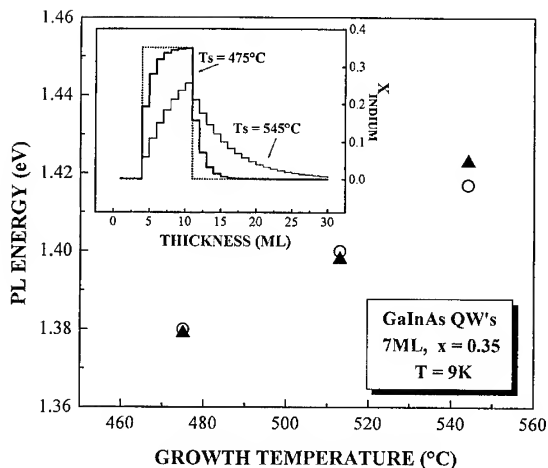 1.46
1.44
1.42
1.40
1.38
1.36
PL ENERGY (eV)
Ts = 475°C
Ts = 545°C
0.4
0.3
0.2
0.1
0.0
X INDIUM
0 5 10 15 20 25 30
THICKNESS (ML)
GaInAs QW's
7ML, x = 0.35
T = 9K
460 480 500 520 540 560
GROWTH TEMPERATURE (°C)